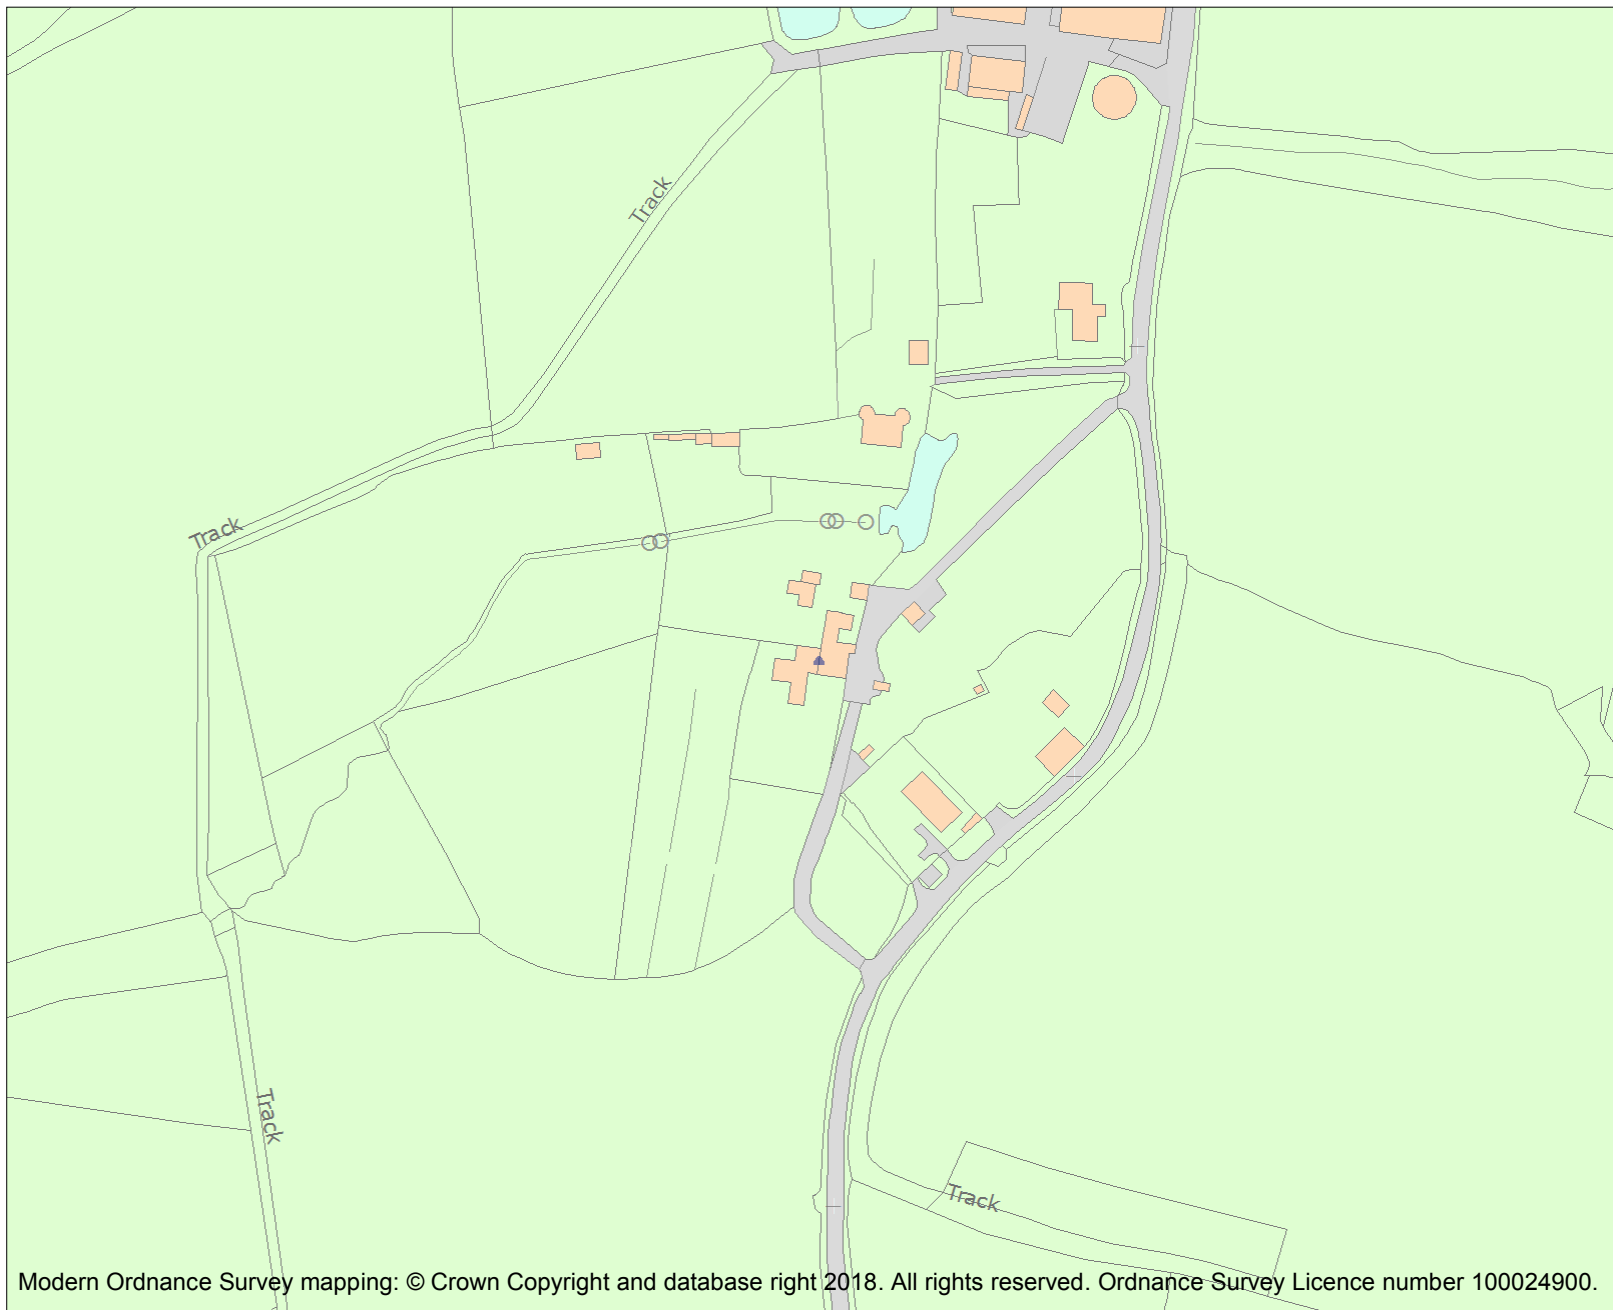 Track
Track
Track
Track
Modern Ordnance Survey mapping: © Crown Copyright and database right 2018. All rights reserved. Ordnance Survey Licence number 100024900.